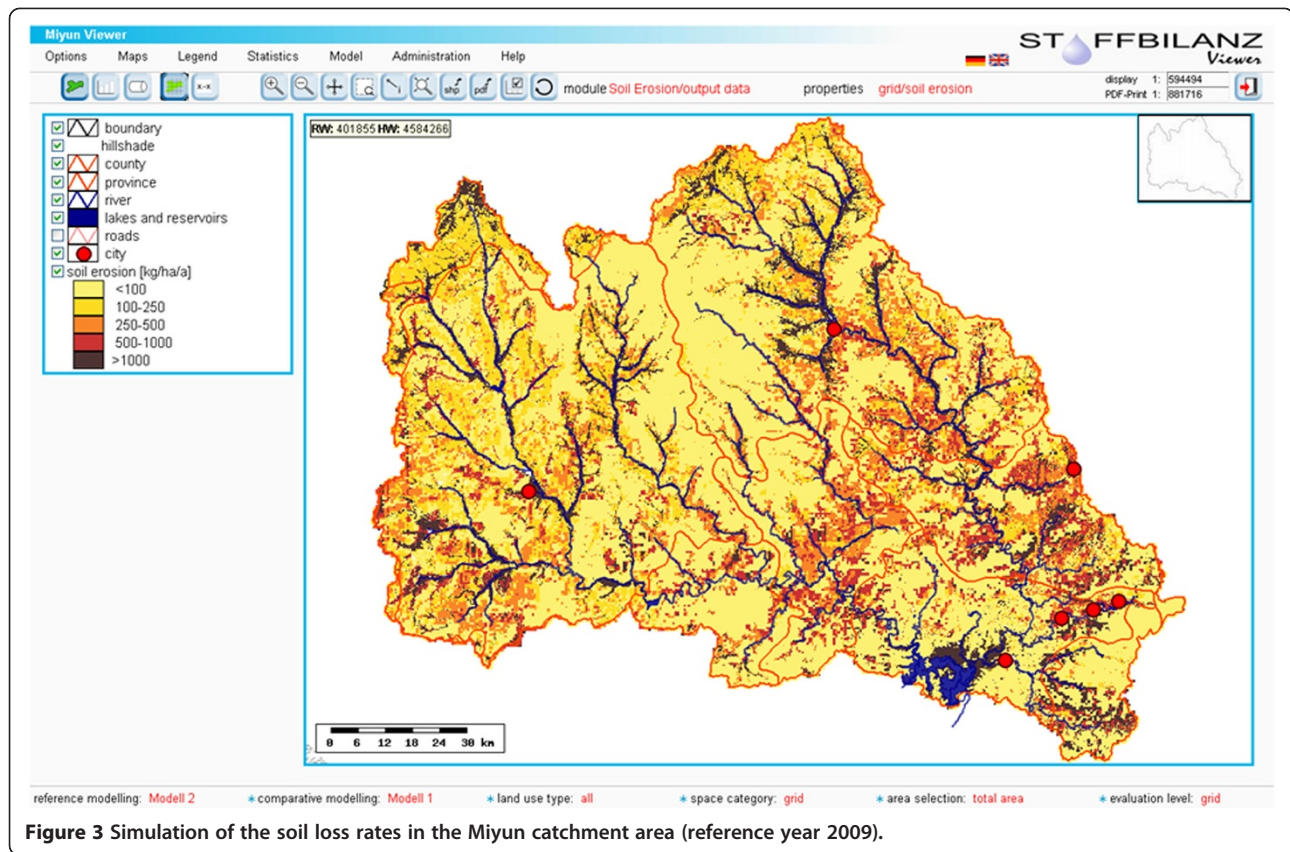 Miyun Viewer
Options Maps Legend Statistics Model Administration Help
ST FFBILANZ
Viewer
shp pdf
module Soil Erosion/output data properties grid/soil erosion
display 1: 594494
PDF-Print 1: 881716
RW: 401855 HW: 4584266
boundary
hillshade
county
province
river
lakes and reservoirs
roads
city
soil erosion [kg/ha/a]
<100
100-250
250-500
500-1000
>1000
0 6 12 18 24 30 km
reference modelling: Modell 2 * comparative modelling: Modell 1 * land use type: all * space category: grid * area selection: total area * evaluation level: grid
Figure 3 Simulation of the soil loss rates in the Miyun catchment area (reference year 2009).